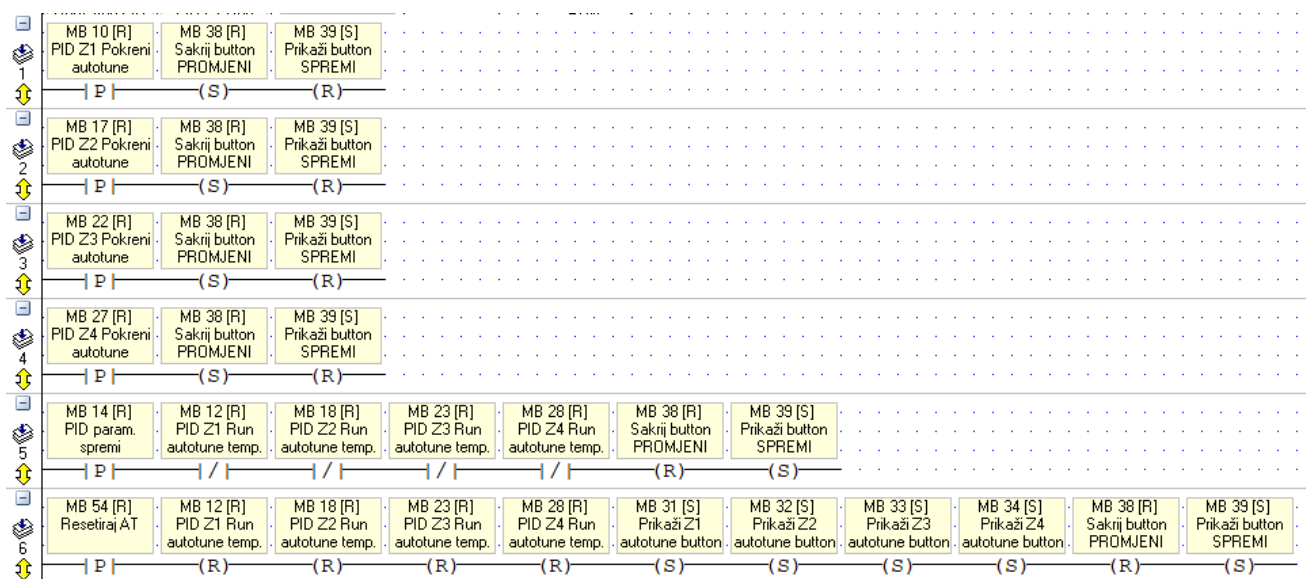 MB 10 [R] MB 38 [R] MB 39 [S]
PID Z1 Pokreni Sakrij button Prikaži button
autotune PROMJENI SPREMI
1
P (S) (R)
MB 17 [R] MB 38 [R] MB 39 [S]
PID Z2 Pokreni Sakrij button Prikaži button
autotune PROMJENI SPREMI
2
P (S) (R)
MB 22 [R] MB 38 [R] MB 39 [S]
PID Z3 Pokreni Sakrij button Prikaži button
autotune PROMJENI SPREMI
3
P (S) (R)
MB 27 [R] MB 38 [R] MB 39 [S]
PID Z4 Pokreni Sakrij button Prikaži button
autotune PROMJENI SPREMI
4
P (S) (R)
MB 14 [R] MB 12 [R] MB 18 [R] MB 23 [R] MB 28 [R] MB 38 [R] MB 39 [S]
PID param. PID Z1 Run PID Z2 Run PID Z3 Run PID Z4 Run Sakrij button Prikaži button
spremi autotune temp. autotune temp. autotune temp. autotune temp. PROMJENI SPREMI
5
P / / / / (R) (S)
MB 54 [R] MB 12 [R] MB 18 [R] MB 23 [R] MB 28 [R] MB 31 [S] MB 32 [S] MB 33 [S] MB 34 [S] MB 38 [R] MB 39 [S]
Resetiraj AT PID Z1 Run PID Z2 Run PID Z3 Run PID Z4 Run Prikaži Z1 Prikaži Z2 Prikaži Z3 Prikaži Z4 Sakrij button Prikaži button
autotune temp. autotune temp. autotune temp. autotune temp. autotune button autotune button autotune button autotune button PROMJENI SPREMI
6
P (R) (R) (R) (R) (S) (S) (S) (S) (R) (S)